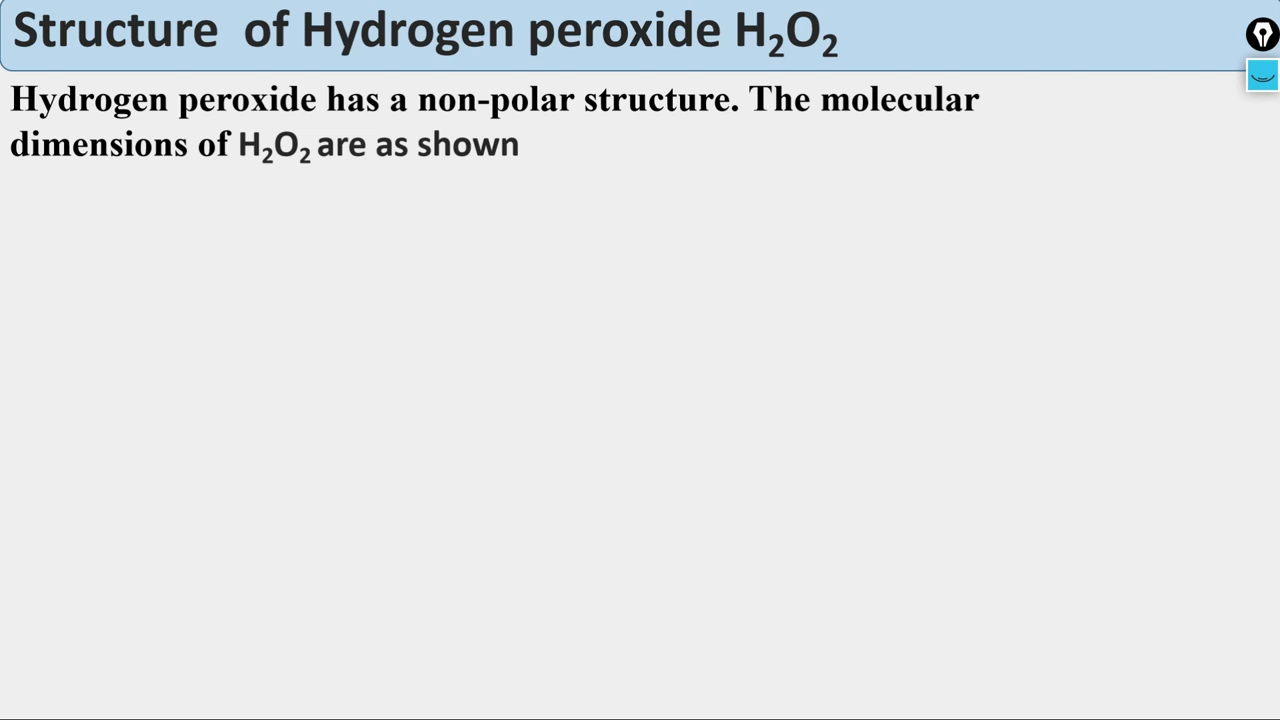 Structure of Hydrogen peroxide H₂O₂
Hydrogen peroxide has a non-polar structure. The molecular
dimensions of H₂O₂ are as shown